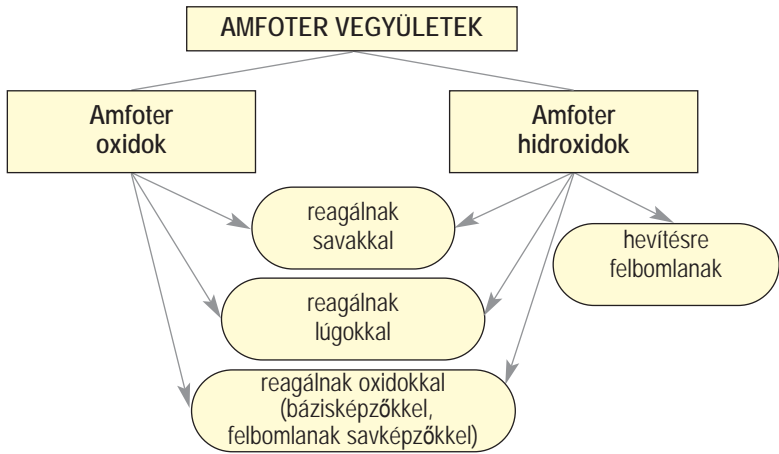 AMFOTER VEGYÜLETEK
Amfoter
oxidok
Amfoter
hidroxidok
reagálnak
savakkal
hevítésre
felbomlanak
reagálnak
lúgokkal
reagálnak oxidokkal
(bázisképzőkkel,
felbomlanak savképzőkkel)